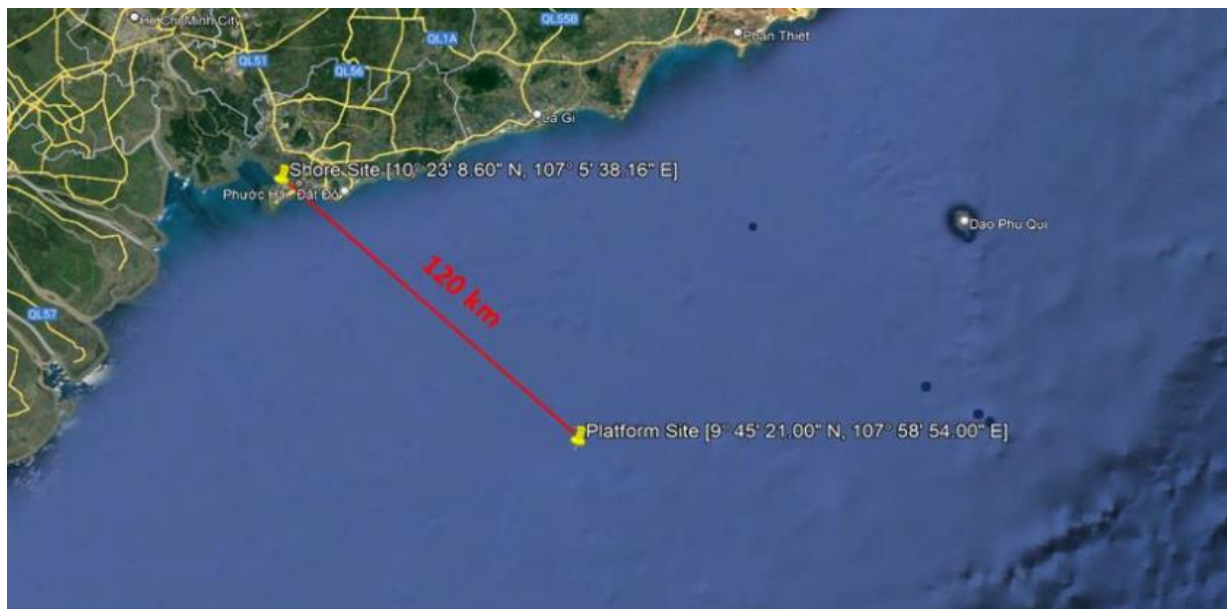 Ho Chi Minh City
QL55B
QL1A
Phan Thiet
QL51
QL56
La Gi
Shore Site [10° 23' 8.60" N, 107° 5' 38.16" E]
Phước Hải Đất Đỏ
Dao Phu Qui
120 km
QL57
Platform Site [9° 45' 21.00" N, 107° 58' 54.00" E]